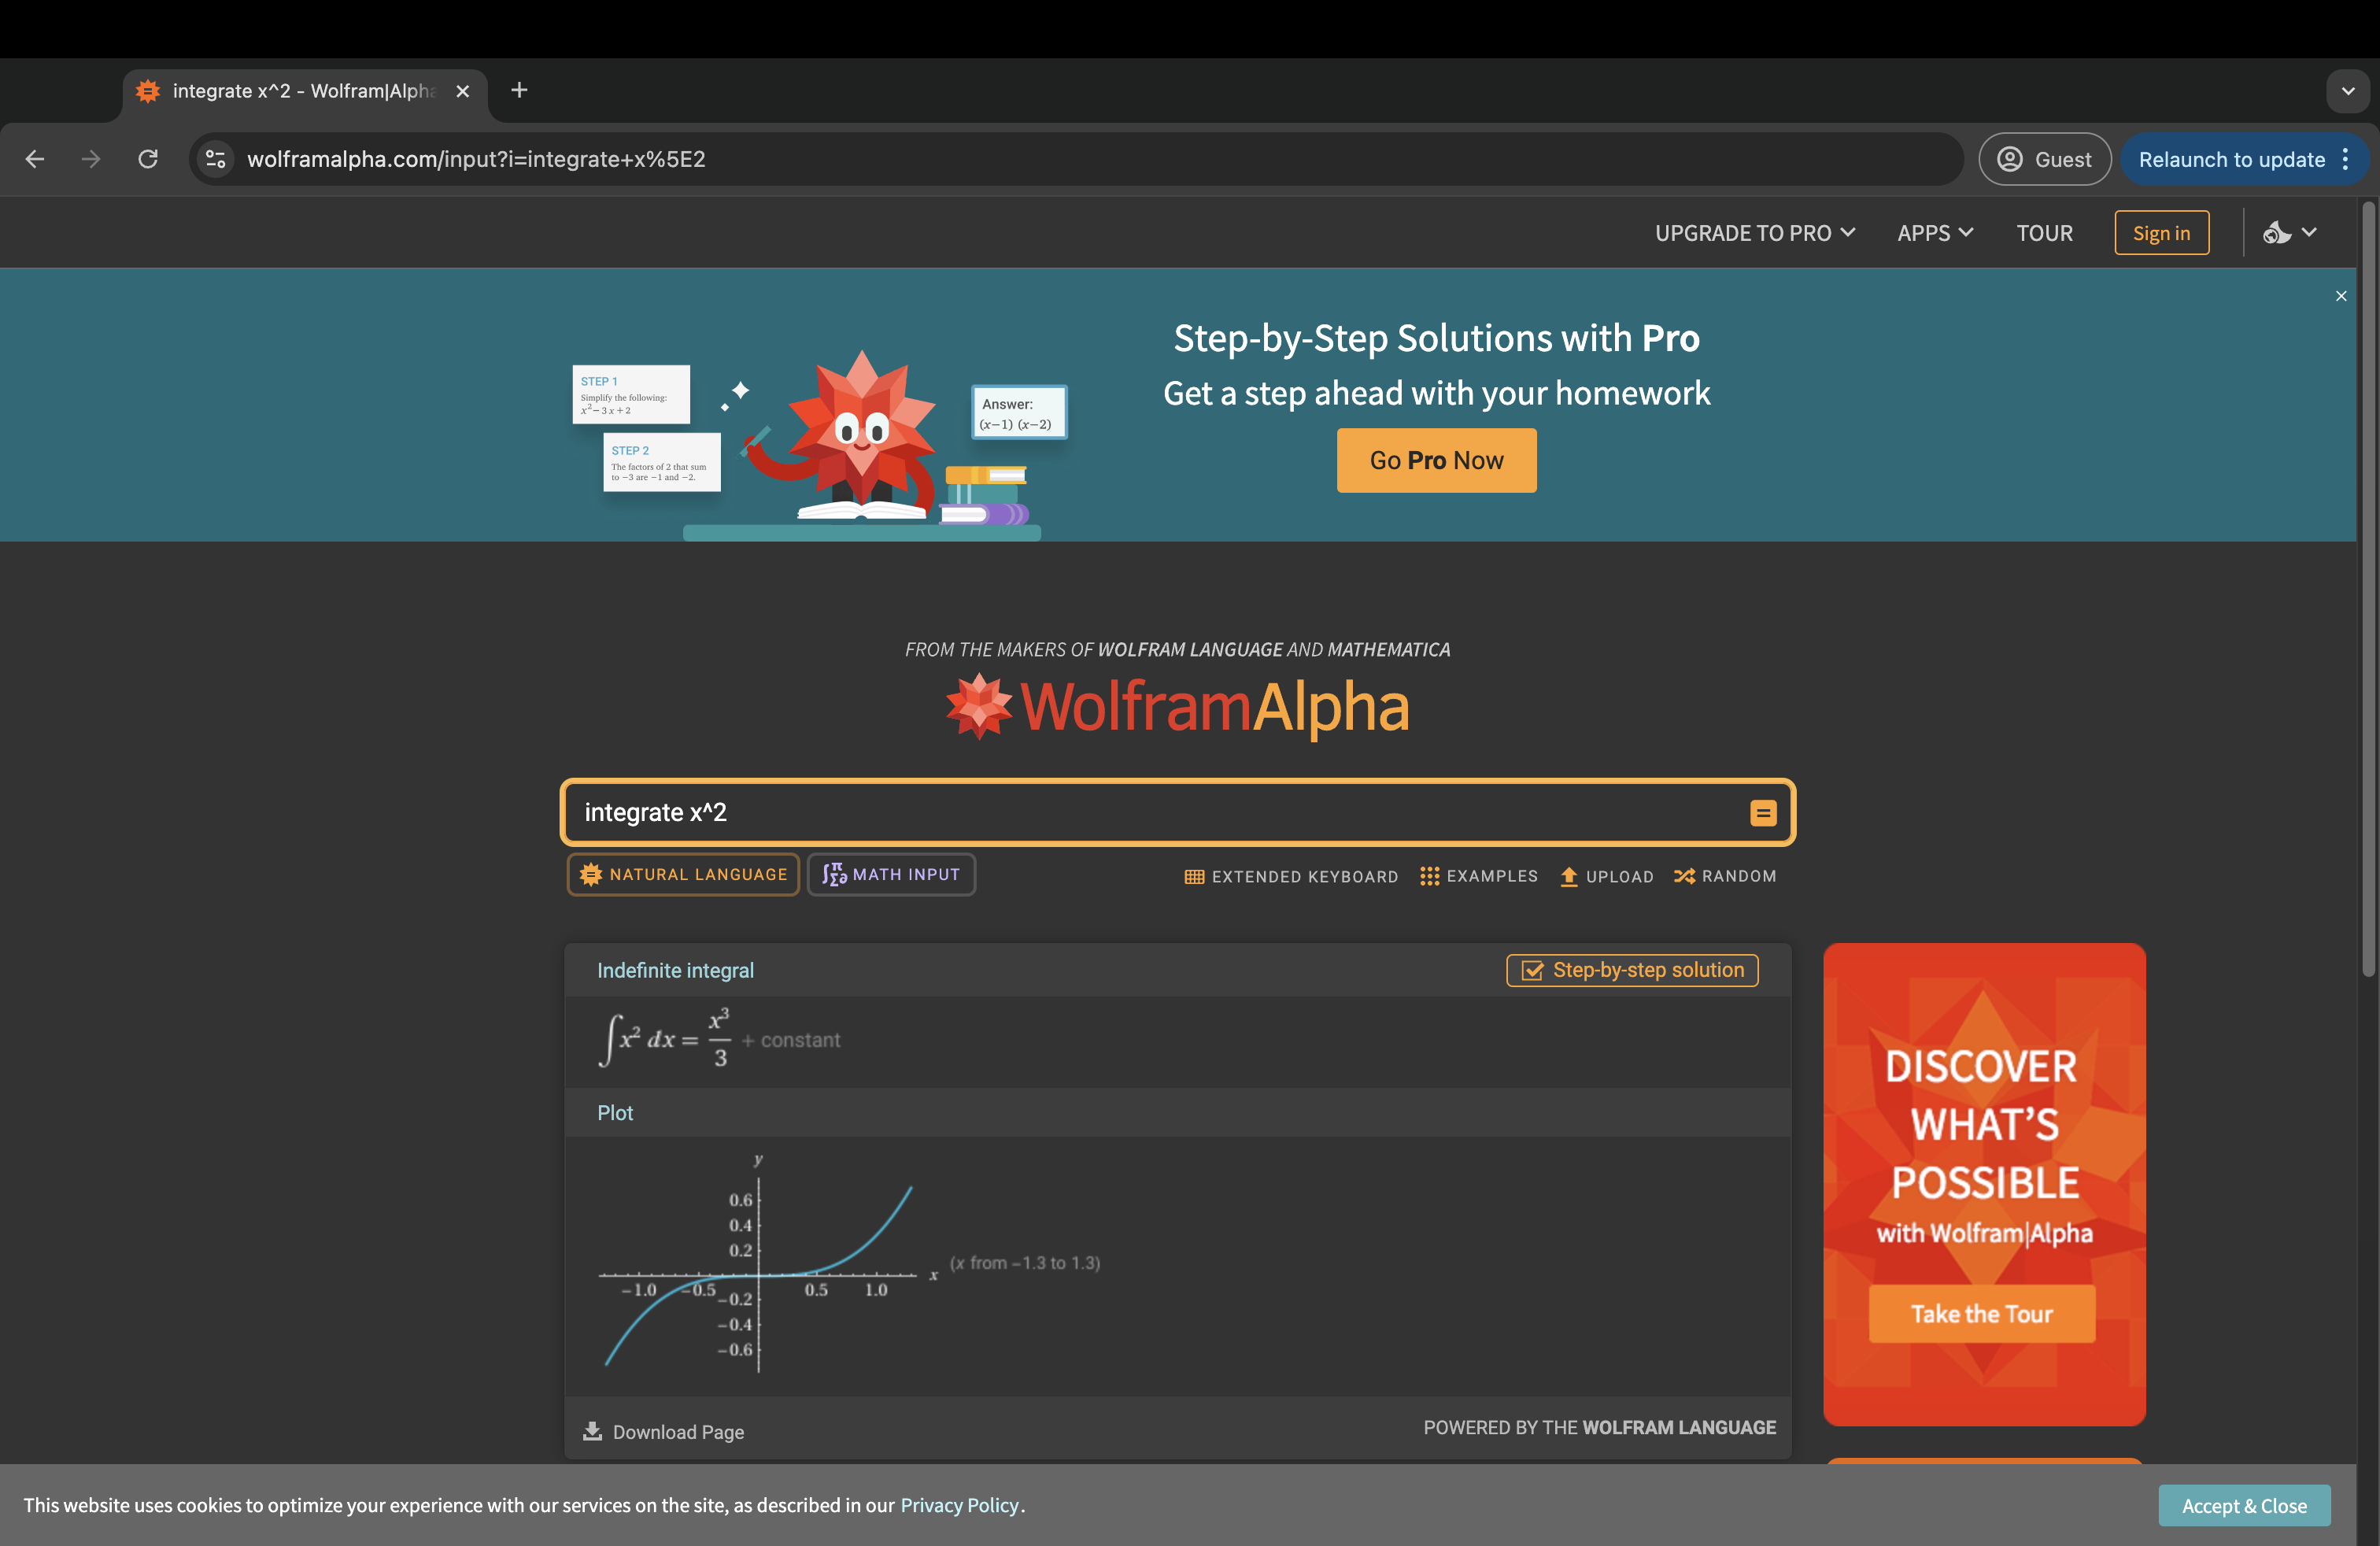 integrate x^2 - Wolfram|Alpha
wolframalpha.com/input?i=integrate+x%5E2
Guest
Relaunch to update
UPGRADE TO PRO
APPS
TOUR
Sign in
STEP 1
Simplify the following:
x²− 3 x + 2
STEP 2
The factors of 2 that sum
to −3 are −1 and −2.
Answer:
(x−1) (x−2)
Step-by-Step Solutions with Pro
Get a step ahead with your homework
Go Pro Now
FROM THE MAKERS OF WOLFRAM LANGUAGE AND MATHEMATICA
WolframAlpha
integrate x^2
NATURAL LANGUAGE
∫π Σ∂ MATH INPUT
EXTENDED KEYBOARD
EXAMPLES
UPLOAD
RANDOM
Indefinite integral
Step-by-step solution
∫x² dx = x³/3 + constant
Plot
y
0.6
0.4
0.2
x
(x from −1.3 to 1.3)
−1.0 −0.5 0.5 1.0
−0.2
−0.4
−0.6
Download Page
POWERED BY THE WOLFRAM LANGUAGE
DISCOVER
WHAT'S
POSSIBLE
with Wolfram|Alpha
Take the Tour
This website uses cookies to optimize your experience with our services on the site, as described in our Privacy Policy.
Accept & Close